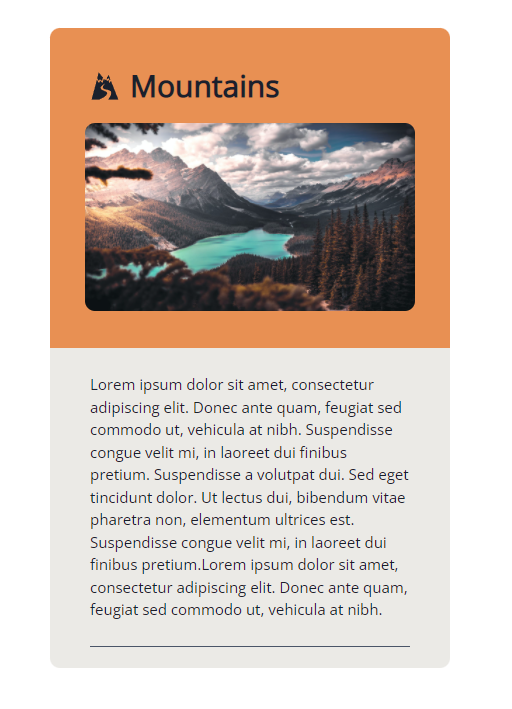 Mountains
Lorem ipsum dolor sit amet, consectetur
adipiscing elit. Donec ante quam, feugiat sed
commodo ut, vehicula at nibh. Suspendisse
congue velit mi, in laoreet dui finibus
pretium. Suspendisse a volutpat dui. Sed eget
tincidunt dolor. Ut lectus dui, bibendum vitae
pharetra non, elementum ultrices est.
Suspendisse congue velit mi, in laoreet dui
finibus pretium.Lorem ipsum dolor sit amet,
consectetur adipiscing elit. Donec ante quam,
feugiat sed commodo ut, vehicula at nibh.